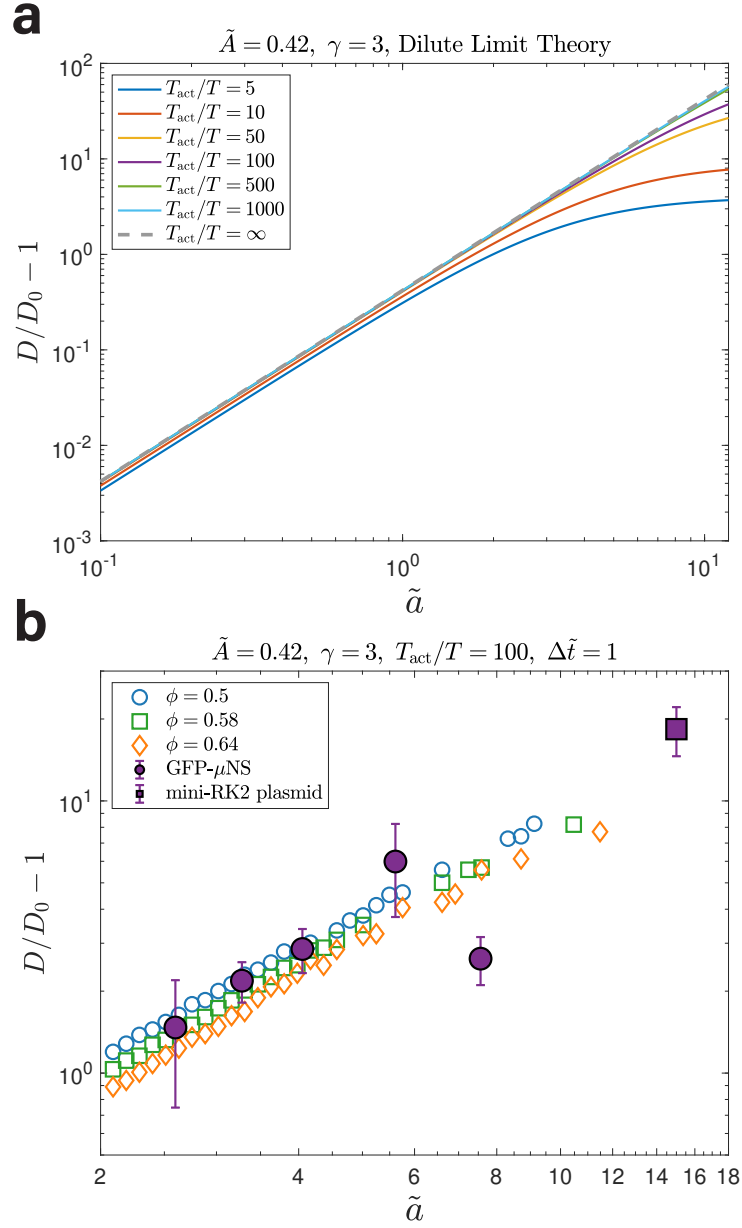 a
Ã = 0.42, γ = 3, Dilute Limit Theory
10²
10¹
10⁰
10⁻¹
10⁻²
10⁻³
D/D₀ − 1
T_act/T = 5
T_act/T = 10
T_act/T = 50
T_act/T = 100
T_act/T = 500
T_act/T = 1000
T_act/T = ∞
10⁻¹ 10⁰ 10¹
ã
b
Ã = 0.42, γ = 3, T_act/T = 100, Δt̃ = 1
10¹
10⁰
D/D₀ − 1
ϕ = 0.5
ϕ = 0.58
ϕ = 0.64
GFP-μNS
mini-RK2 plasmid
2 4 6 8 10 12 14 16 18
ã